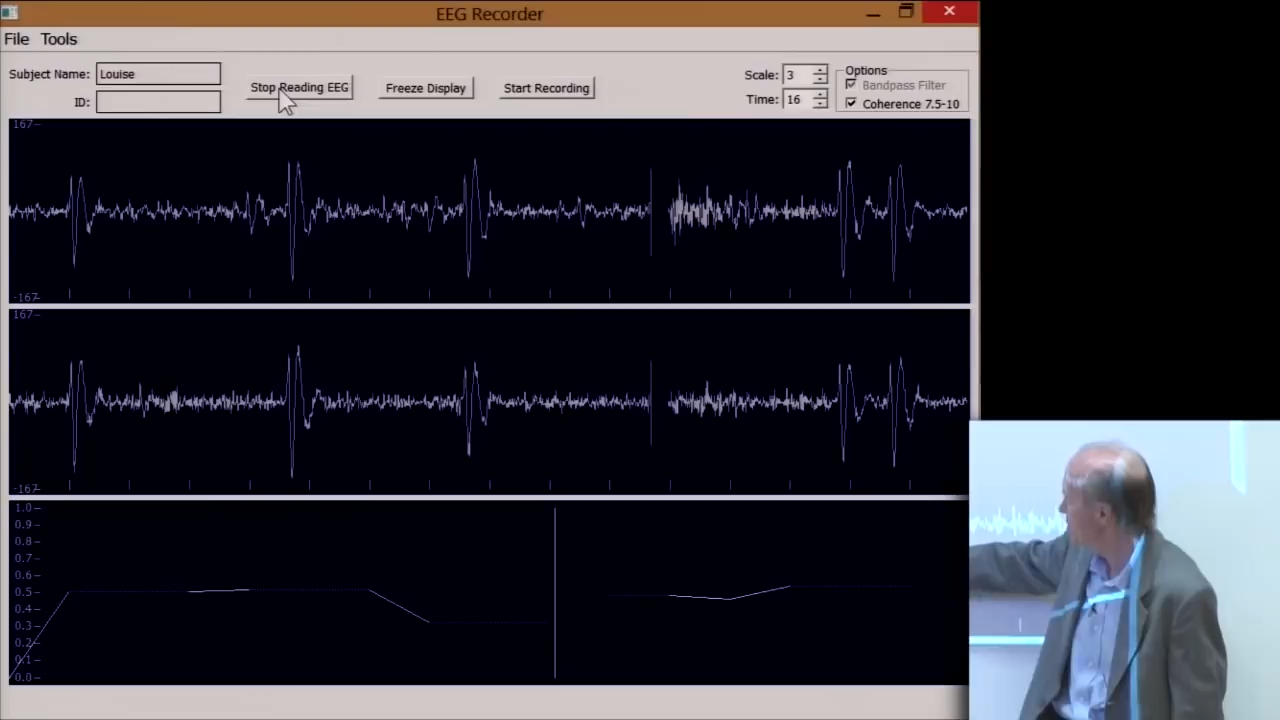 EEG Recorder
File Tools
Subject Name: Louise
ID:
Stop Reading EEG
Freeze Display
Start Recording
Scale: 3
Time: 16
Options
Bandpass Filter
Coherence 7.5-10
167
-167
167
-167
1.0
0.9
0.8
0.7
0.6
0.5
0.4
0.3
0.2
0.1
0.0